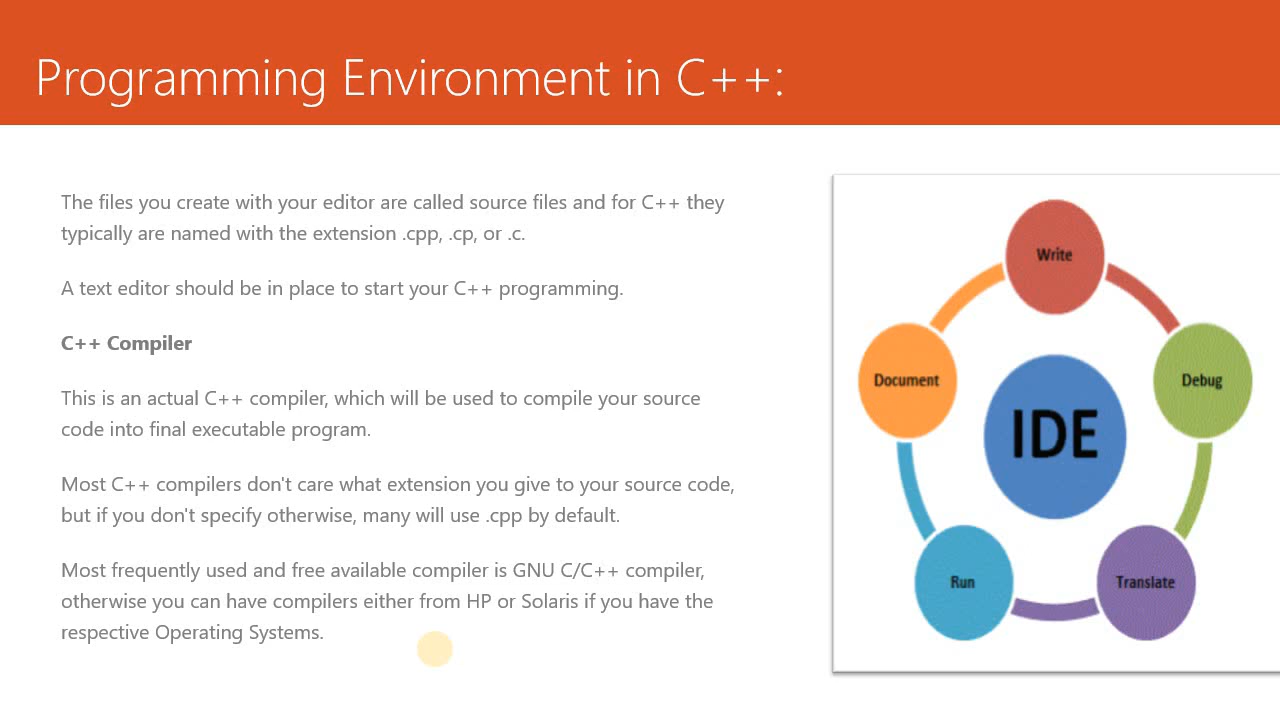 Programming Environment in C++:
The files you create with your editor are called source files and for C++ they
typically are named with the extension .cpp, .cp, or .c.
A text editor should be in place to start your C++ programming.
C++ Compiler
This is an actual C++ compiler, which will be used to compile your source
code into final executable program.
Most C++ compilers don't care what extension you give to your source code,
but if you don't specify otherwise, many will use .cpp by default.
Most frequently used and free available compiler is GNU C/C++ compiler,
otherwise you can have compilers either from HP or Solaris if you have the
respective Operating Systems.
Write
Debug
Translate
Run
Document
IDE